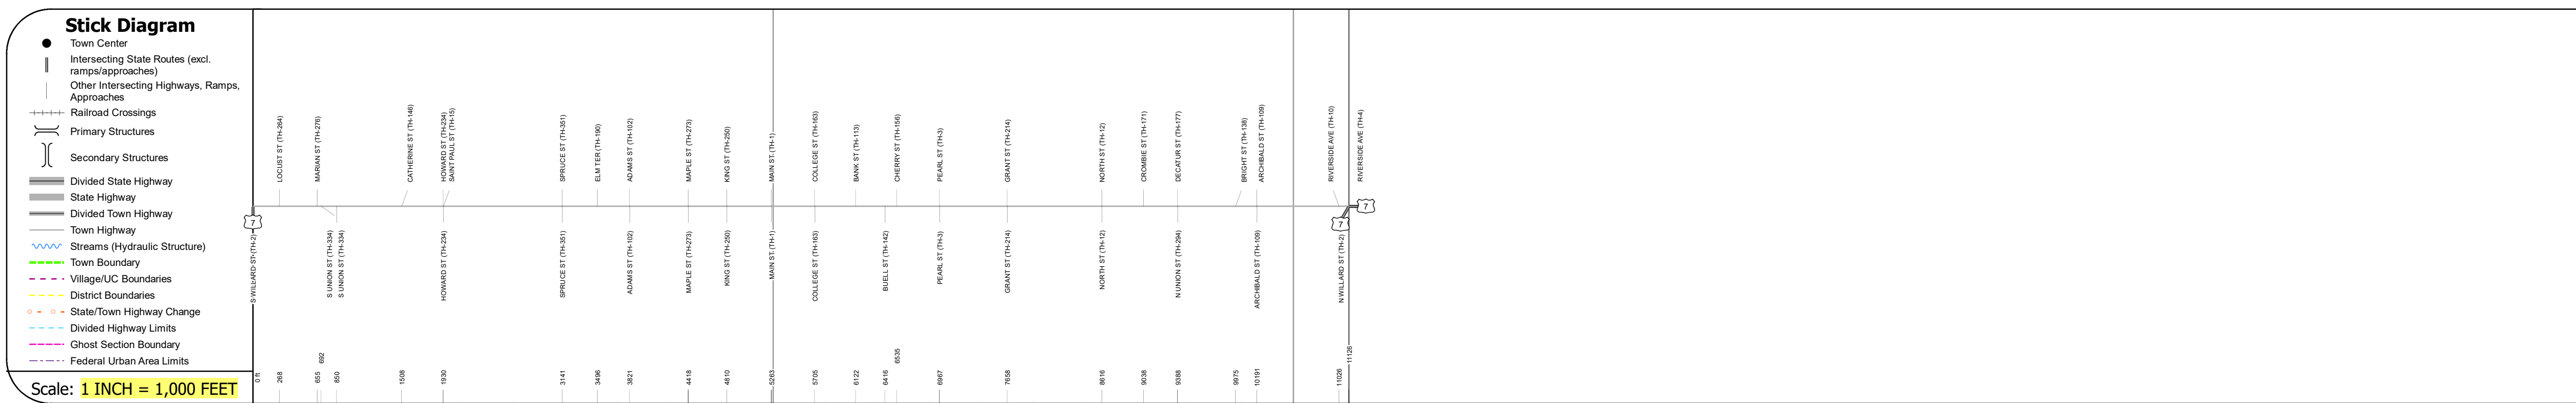 Stick Diagram
Town Center
Intersecting State Routes (excl.
ramps/approaches)
Other Intersecting Highways, Ramps,
Approaches
Railroad Crossings
Primary Structures
Secondary Structures
Divided State Highway
State Highway
Divided Town Highway
Town Highway
Streams (Hydraulic Structure)
Town Boundary
Village/UC Boundaries
District Boundaries
State/Town Highway Change
Divided Highway Limits
Ghost Section Boundary
Federal Urban Area Limits
Scale: 1 INCH = 1,000 FEET
LOCUST ST (TH-264)
MARIAN ST (TH-276)
CATHERINE ST (TH-146)
HOWARD ST (TH-234)
SAINT PAUL ST (TH-15)
SPRUCE ST (TH-351)
ELM TER (TH-190)
ADAMS ST (TH-102)
MAPLE ST (TH-273)
KING ST (TH-250)
MAIN ST (TH-1)
COLLEGE ST (TH-163)
BANK ST (TH-113)
CHERRY ST (TH-156)
PEARL ST (TH-3)
GRANT ST (TH-214)
NORTH ST (TH-12)
CROMBIE ST (TH-171)
DECATUR ST (TH-177)
BRIGHT ST (TH-138)
ARCHIBALD ST (TH-109)
RIVERSIDE AVE (TH-10)
RIVERSIDE AVE (TH-4)
7
7
7
S WILLARD ST (TH-2)
S UNION ST (TH-334)
S UNION ST (TH-334)
HOWARD ST (TH-234)
SPRUCE ST (TH-351)
ADAMS ST (TH-102)
MAPLE ST (TH-273)
KING ST (TH-250)
MAIN ST (TH-1)
COLLEGE ST (TH-163)
BUELL ST (TH-142)
PEARL ST (TH-3)
GRANT ST (TH-214)
NORTH ST (TH-12)
N UNION ST (TH-294)
ARCHIBALD ST (TH-109)
N WILLARD ST (TH-2)
0 ft
268
655
692
850
1508
1930
3141
3496
3821
4418
4810
5263
5705
6122
6416
6535
6967
7658
8616
9038
9388
9975
10191
11026
11126